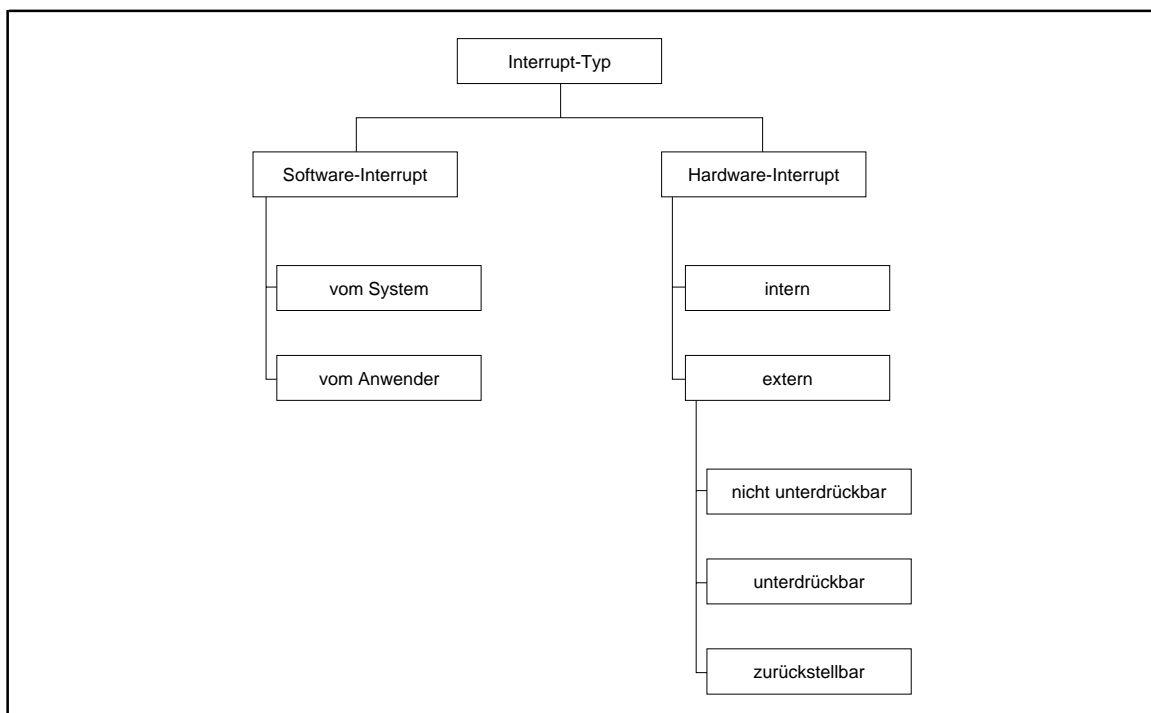 Interrupt-Typ
Software-Interrupt
Hardware-Interrupt
vom System
intern
vom Anwender
extern
nicht unterdrückbar
unterdrückbar
zurückstellbar